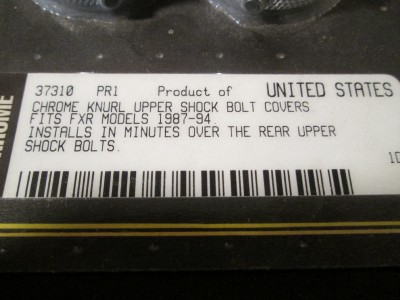 37310 PR1 Product of UNITED STATES
CHROME KNURL UPPER SHOCK BOLT COVERS
FITS FXR MODELS 1987-94.
INSTALLS IN MINUTES OVER THE REAR UPPER
SHOCK BOLTS.